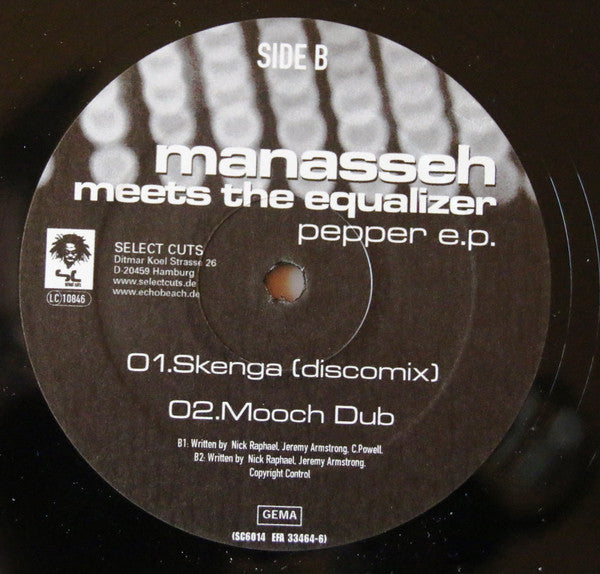 SIDE B
manasseh
meets the equalizer
pepper e.p.
SELECT CUTS
Ditmar Koel Strasse 26
D-20459 Hamburg
www.selectcuts.de
www.echobeach.de
LC 10846
01.Skenga (discomix)
02.Mooch Dub
B1: Written by Nick Raphael, Jeremy Armstrong, C.Powell.
B2: Written by Nick Raphael, Jeremy Armstrong.
Copyright Control
GEMA
(SC6014 EFA 33464-6)